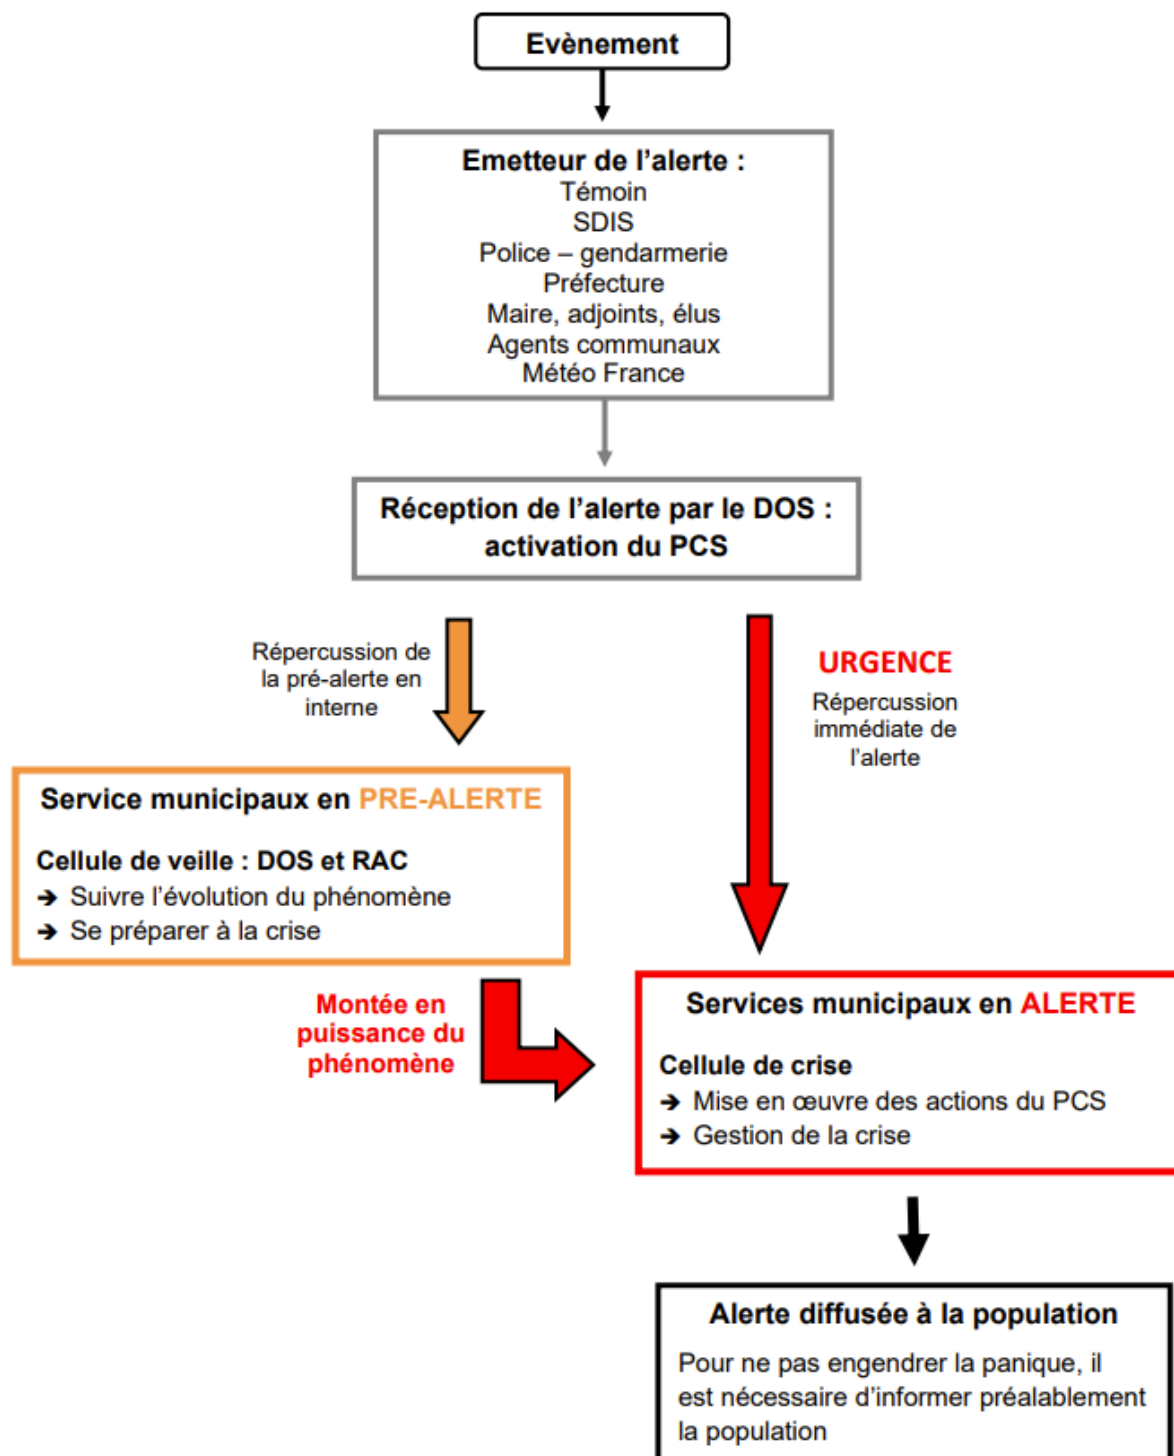 Evènement
Emetteur de l'alerte :
Témoin
SDIS
Police – gendarmerie
Préfecture
Maire, adjoints, élus
Agents communaux
Météo France
Réception de l'alerte par le DOS :
activation du PCS
Répercussion de
la pré-alerte en
interne
URGENCE
Répercussion
immédiate de
l'alerte
Service municipaux en PRE-ALERTE
Cellule de veille : DOS et RAC
➔ Suivre l'évolution du phénomène
➔ Se préparer à la crise
Montée en
puissance du
phénomène
Services municipaux en ALERTE
Cellule de crise
➔ Mise en œuvre des actions du PCS
➔ Gestion de la crise
Alerte diffusée à la population
Pour ne pas engendrer la panique, il
est nécessaire d'informer préalablement
la population